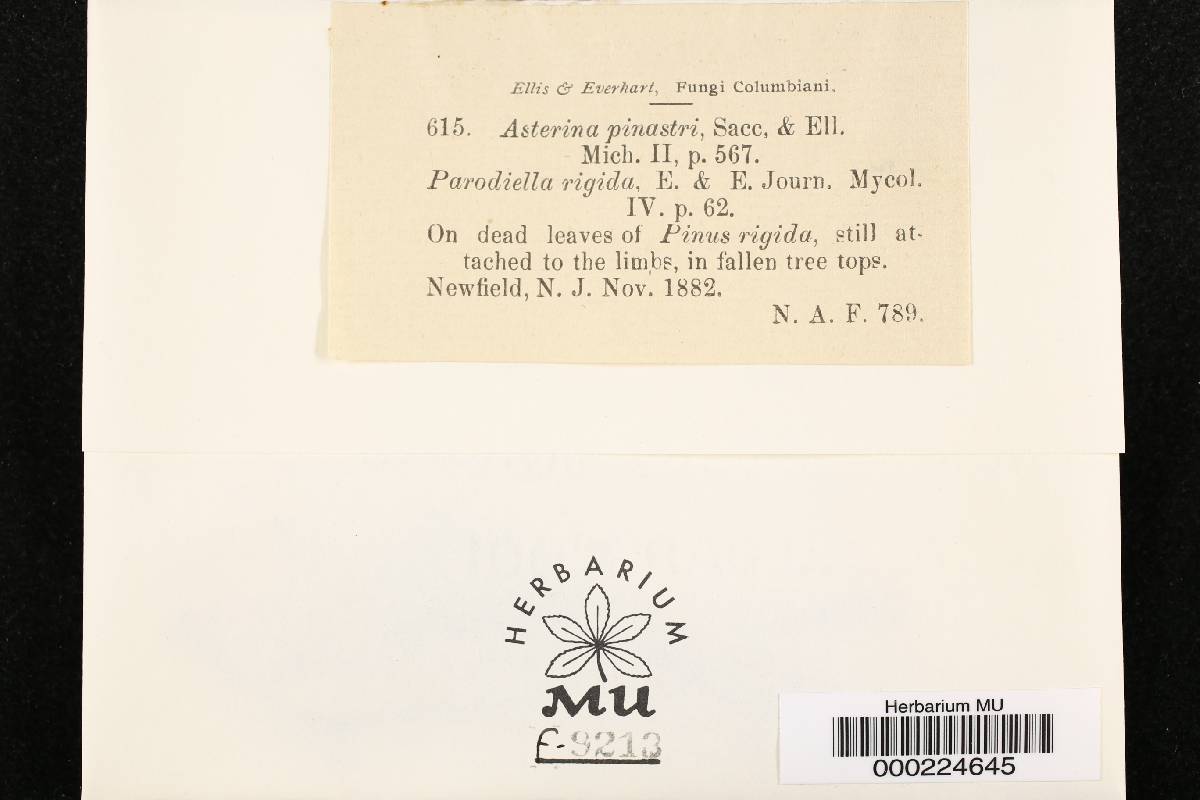 Ellis & Everhart, Fungi Columbiani.
615. Asterina pinastri, Sacc, & Ell.
Mich. II, p. 567.
Parodiella rigida, E. & E. Journ. Mycol.
IV. p. 62.
On dead leaves of Pinus rigida, still at-
tached to the limbs, in fallen tree tops.
Newfield, N. J. Nov. 1882.
N. A. F. 789.
HERBARIUM
MU
F-9213
Herbarium MU
000224645